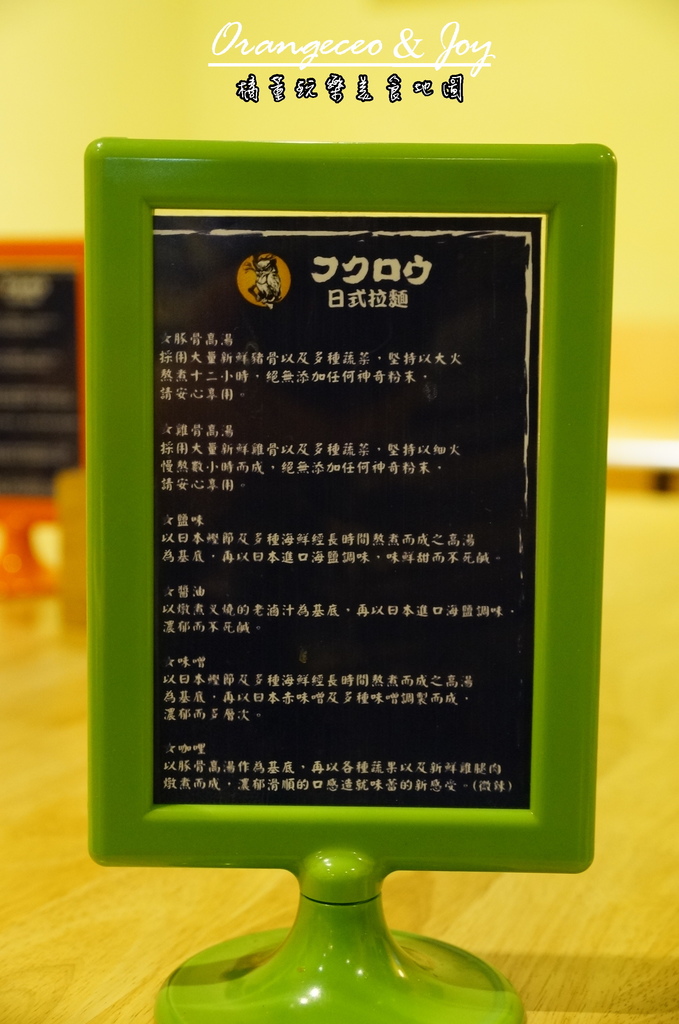 Orangeceo & Joy
橘董玩樂美食地圖
フクロウ
日式拉麵
☆豚骨高湯
採用大量新鮮豬骨以及多種蔬菜，堅持以大火
熬煮十二小時，絕無添加任何神奇粉末，
請安心享用。
☆雞骨高湯
採用大量新鮮雞骨以及多種蔬菜，堅持以細火
慢熬數小時而成，絕無添加任何神奇粉末，
請安心享用。
☆鹽味
以日本鰹節及多種海鮮經長時間熬煮而成之高湯
為基底，再以日本進口海鹽調味，味鮮甜而不死鹹。
☆醬油
以燉煮叉燒的老滷汁為基底，再以日本進口海鹽調味，
濃郁而不死鹹。
☆味噌
以日本鰹節及多種海鮮經長時間熬煮而成之高湯
為基底，再以日本赤味噌及多種味噌調製而成，
濃郁而多層次。
☆咖哩
以豚骨高湯作為基底，再以各種蔬果以及新鮮雞腿肉
燉煮而成，濃郁滑順的口感造就味蕾的新感受。(微辣)